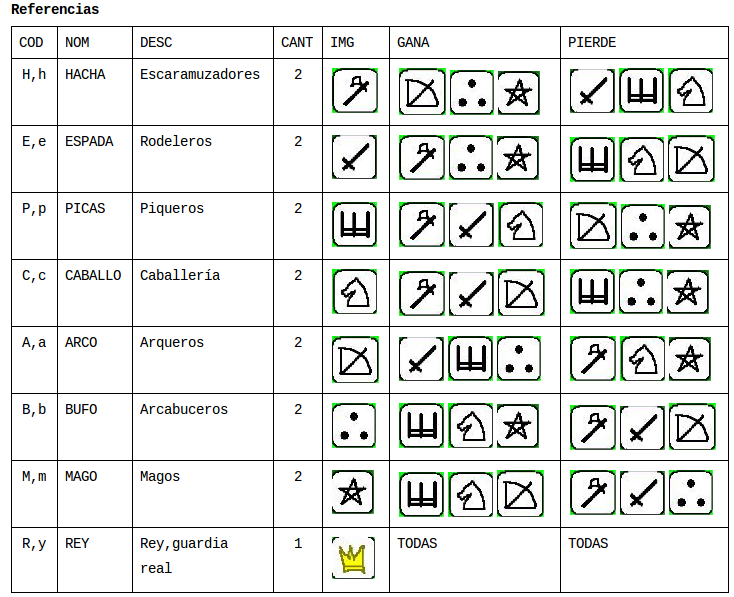 Referencias
COD NOM DESC CANT IMG GANA PIERDE
H,h HACHA Escaramuzadores 2
E,e ESPADA Rodeleros 2
P,p PICAS Piqueros 2
C,c CABALLO Caballería 2
A,a ARCO Arqueros 2
B,b BUFO Arcabuceros 2
M,m MAGO Magos 2
R,y REY Rey,guardia 1 TODAS TODAS
real